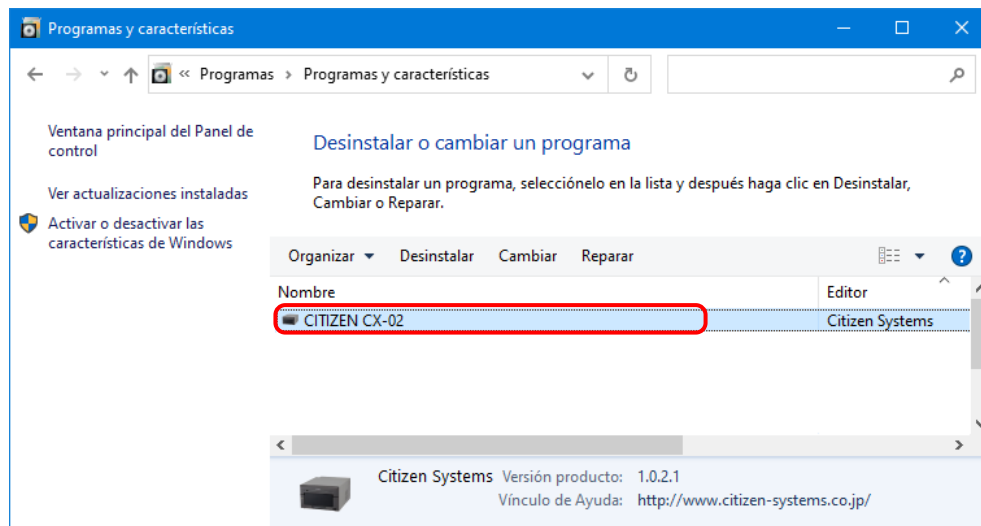 Programas y características
« Programas › Programas y características
Ventana principal del Panel de
control
Ver actualizaciones instaladas
Activar o desactivar las
características de Windows
Desinstalar o cambiar un programa
Para desinstalar un programa, selecciónelo en la lista y después haga clic en Desinstalar,
Cambiar o Reparar.
Organizar Desinstalar Cambiar Reparar
Nombre Editor
CITIZEN CX-02 Citizen Systems
Citizen Systems Versión producto: 1.0.2.1
Vínculo de Ayuda: http://www.citizen-systems.co.jp/